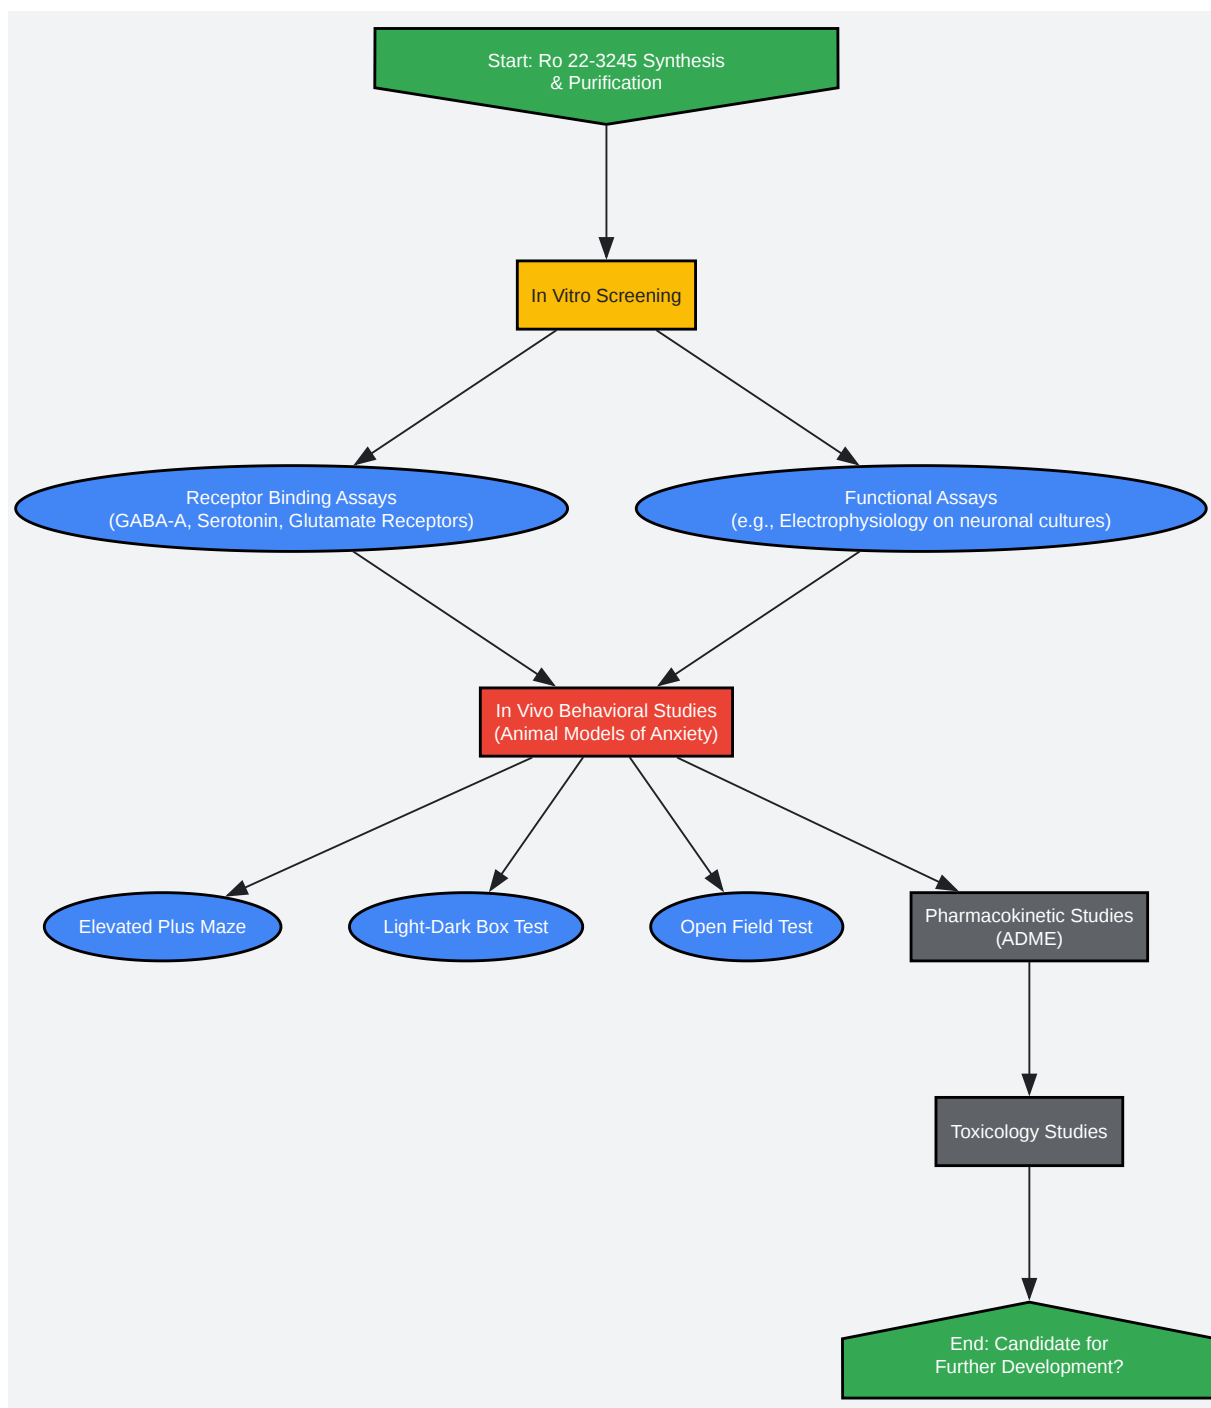 Start: Ro 22-3245 Synthesis
& Purification
In Vitro Screening
Receptor Binding Assays
(GABA-A, Serotonin, Glutamate Receptors)
Functional Assays
(e.g., Electrophysiology on neuronal cultures)
In Vivo Behavioral Studies
(Animal Models of Anxiety)
Elevated Plus Maze
Light-Dark Box Test
Open Field Test
Pharmacokinetic Studies
(ADME)
Toxicology Studies
End: Candidate for
Further Development?